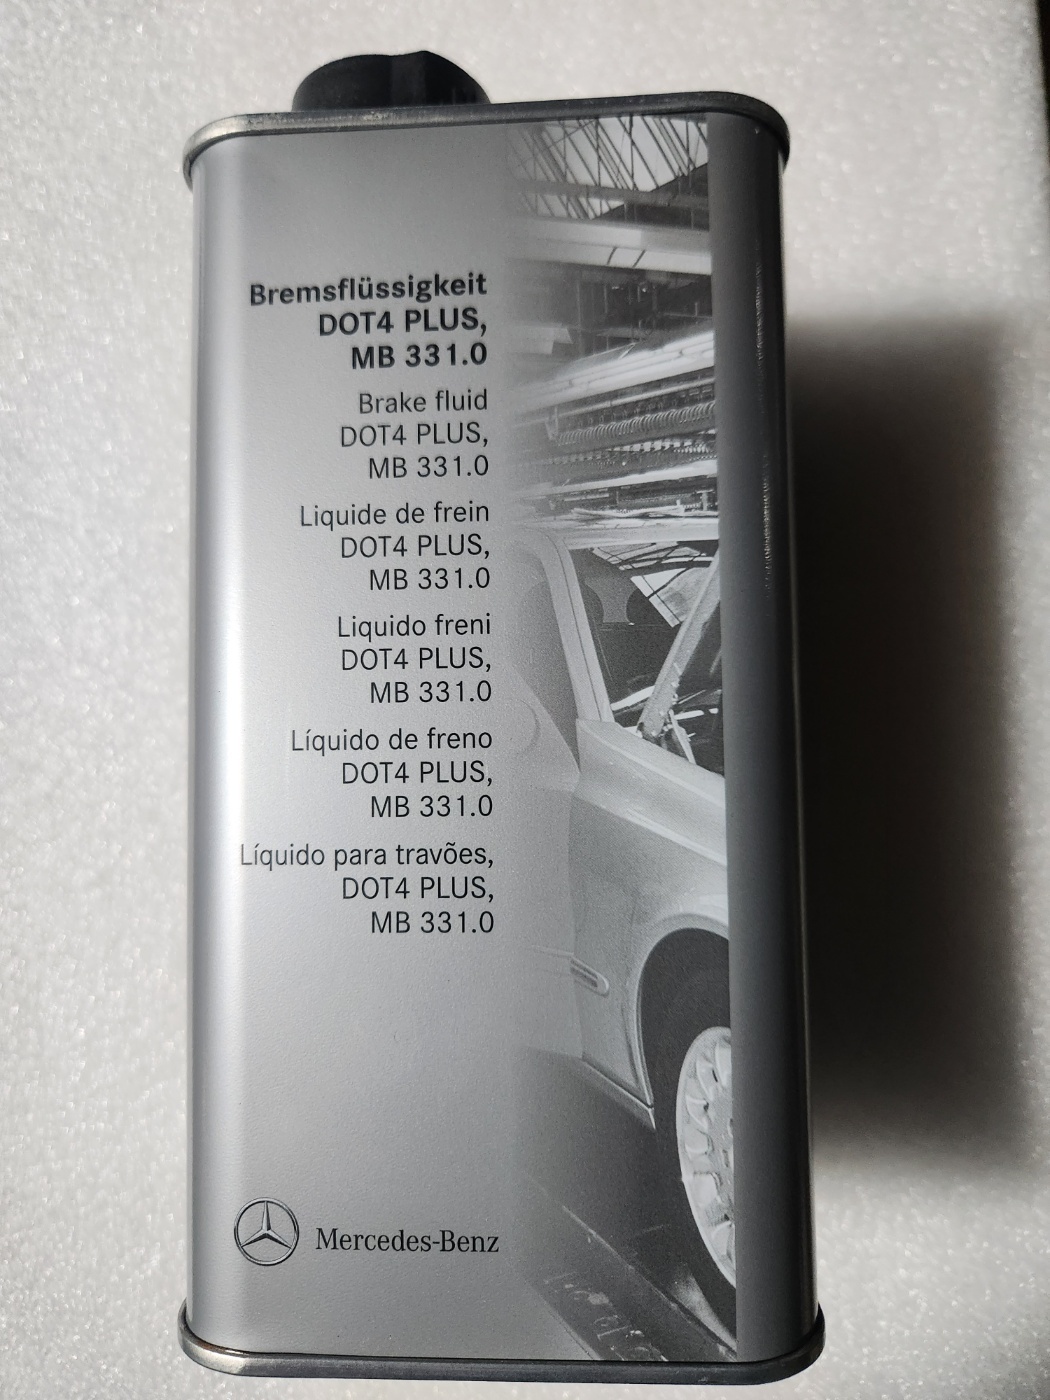 Bremsflüssigkeit
DOT4 PLUS,
MB 331.0
Brake fluid
DOT4 PLUS,
MB 331.0
Liquide de frein
DOT4 PLUS,
MB 331.0
Liquido freni
DOT4 PLUS,
MB 331.0
Líquido de freno
DOT4 PLUS,
MB 331.0
Líquido para travões,
DOT4 PLUS,
MB 331.0
Mercedes-Benz